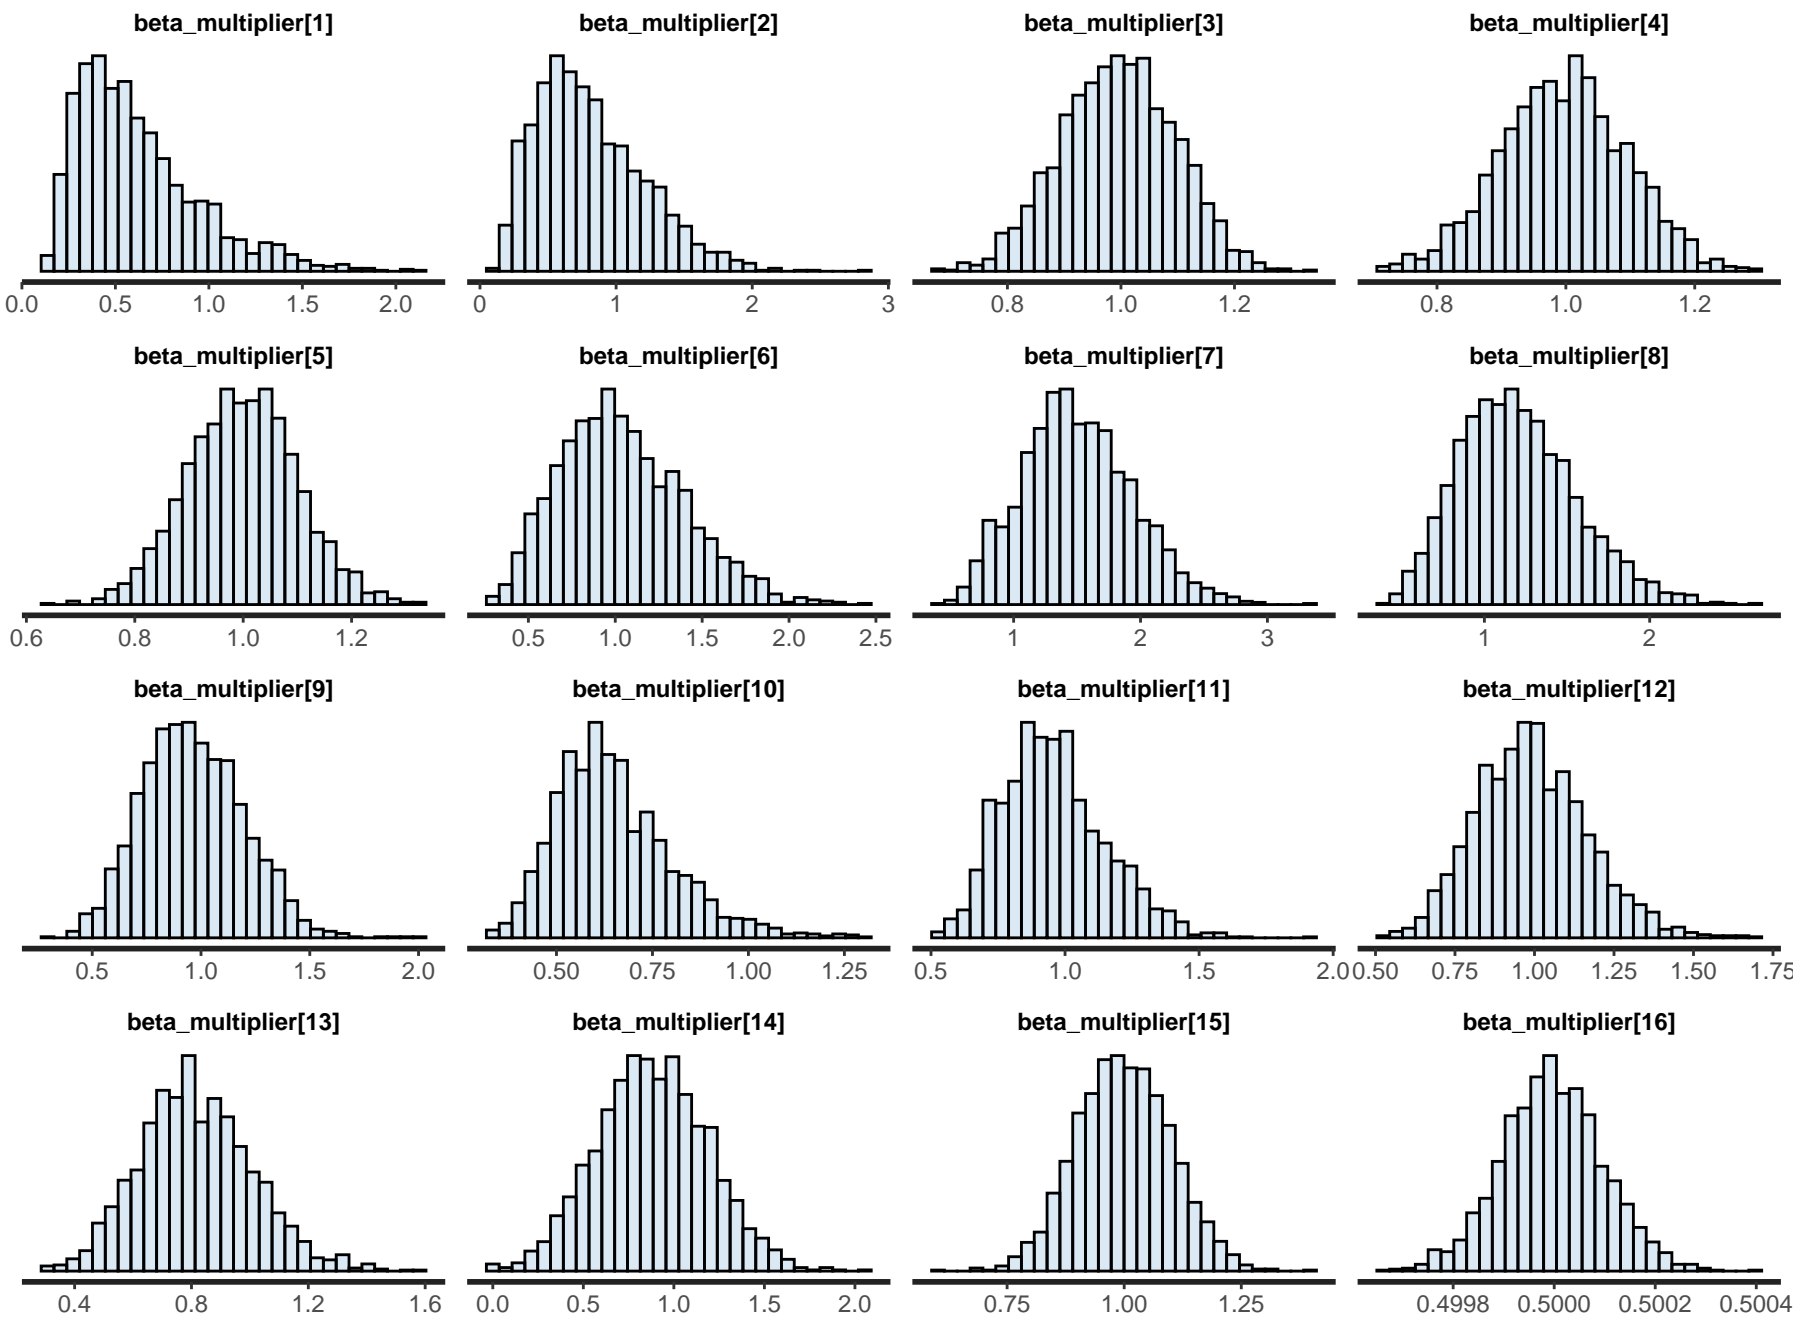 beta_multiplier[1] beta_multiplier[2] beta_multiplier[3] beta_multiplier[4]
0.0 0.5 1.0 1.5 2.0 0 1 2 3 0.8 1.0 1.2 0.8 1.0 1.2
beta_multiplier[5] beta_multiplier[6] beta_multiplier[7] beta_multiplier[8]
0.6 0.8 1.0 1.2 0.5 1.0 1.5 2.0 2.5 1 2 3 1 2
beta_multiplier[9] beta_multiplier[10] beta_multiplier[11] beta_multiplier[12]
0.5 1.0 1.5 2.0 0.50 0.75 1.00 1.25 0.5 1.0 1.5 2.0 0.50 0.75 1.00 1.25 1.50 1.75
beta_multiplier[13] beta_multiplier[14] beta_multiplier[15] beta_multiplier[16]
0.4 0.8 1.2 1.6 0.0 0.5 1.0 1.5 2.0 0.75 1.00 1.25 0.4998 0.5000 0.5002 0.5004